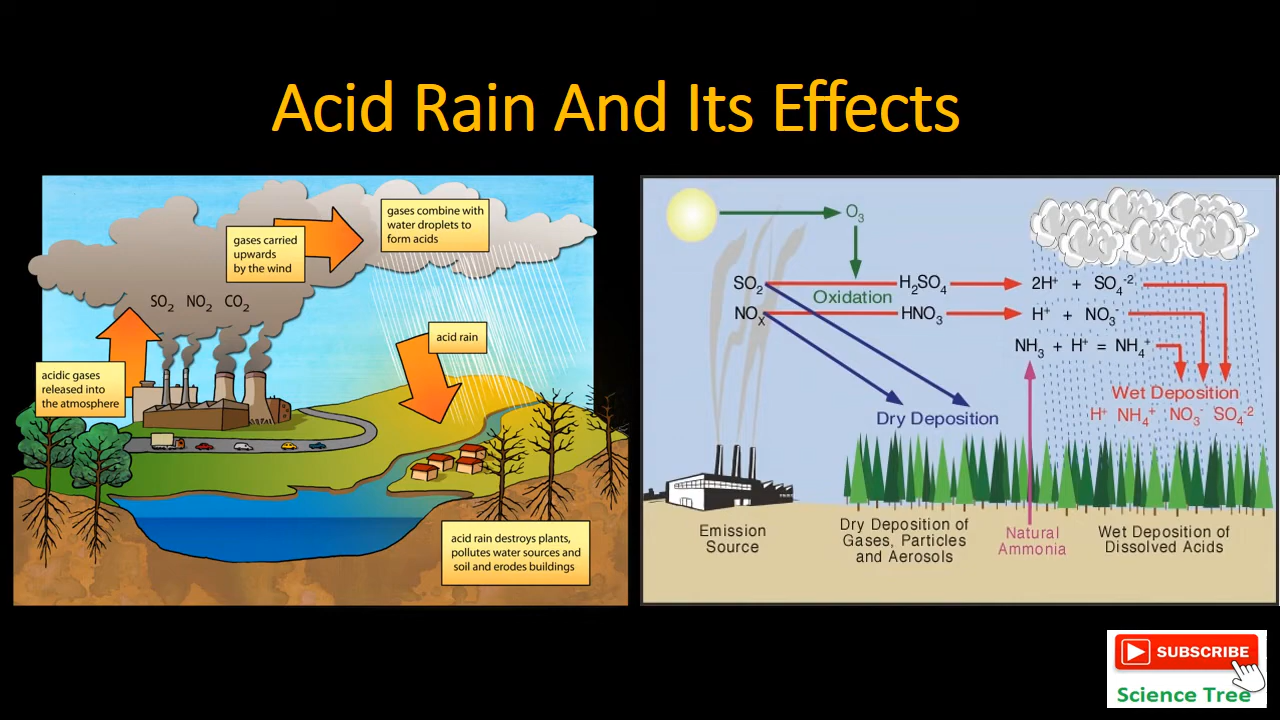 Acid Rain And Its Effects
gases combine with
water droplets to
form acids
gases carried
upwards
by the wind
SO₂ NO₂ CO₂
acid rain
acidic gases
released into
the atmosphere
acid rain destroys plants,
pollutes water sources and
soil and erodes buildings
O₃
SO₂
Oxidation
H₂SO₄
2H⁺ + SO₄⁻²
NOₓ
HNO₃
H⁺ + NO₃⁻
NH₃ + H⁺ = NH₄⁺
Wet Deposition
H⁺ NH₄⁺ NO₃⁻ SO₄⁻²
Dry Deposition
Emission
Source
Dry Deposition of
Gases, Particles
and Aerosols
Natural
Ammonia
Wet Deposition of
Dissolved Acids
SUBSCRIBE
Science Tree